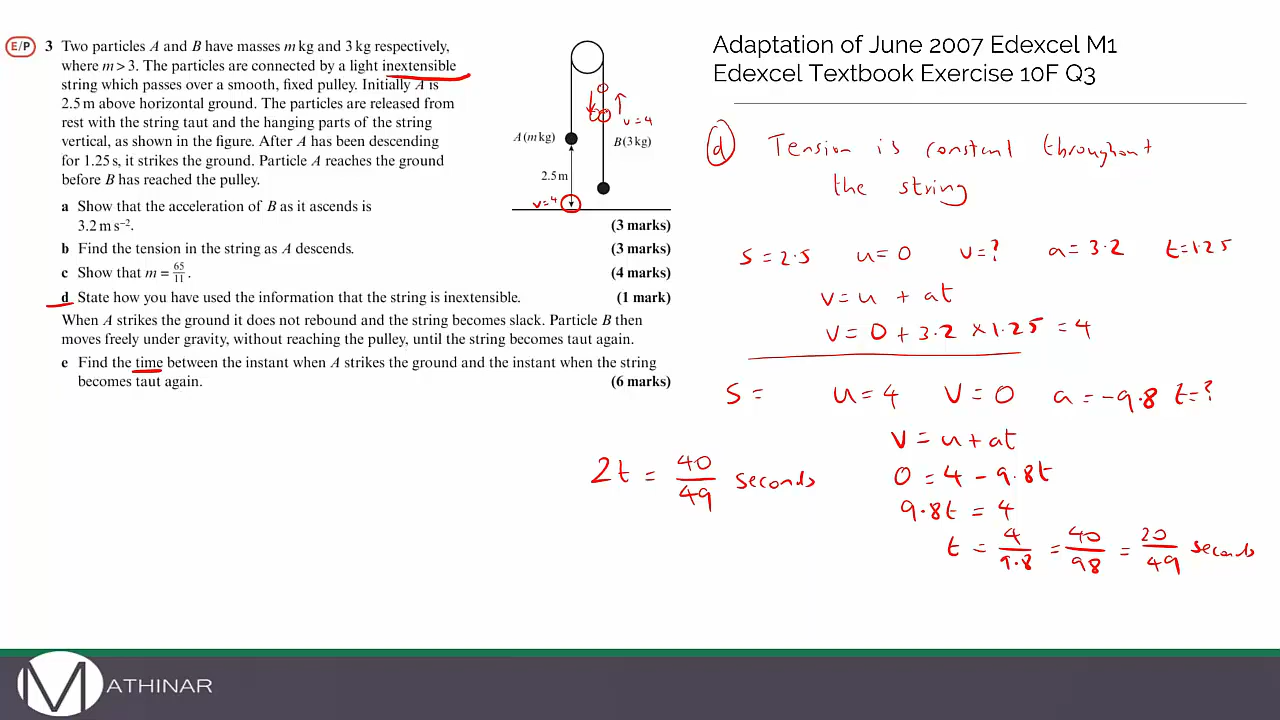 E/P 3 Two particles A and B have masses m kg and 3 kg respectively,
where m > 3. The particles are connected by a light inextensible
string which passes over a smooth, fixed pulley. Initially A is
2.5 m above horizontal ground. The particles are released from
rest with the string taut and the hanging parts of the string
vertical, as shown in the figure. After A has been descending
for 1.25 s, it strikes the ground. Particle A reaches the ground
before B has reached the pulley.
a Show that the acceleration of B as it ascends is
3.2 m s⁻². (3 marks)
b Find the tension in the string as A descends. (3 marks)
c Show that m = 65/11. (4 marks)
d State how you have used the information that the string is inextensible. (1 mark)
When A strikes the ground it does not rebound and the string becomes slack. Particle B then
moves freely under gravity, without reaching the pulley, until the string becomes taut again.
e Find the time between the instant when A strikes the ground and the instant when the string
becomes taut again. (6 marks)
v=4
A (m kg)
B (3 kg)
2.5 m
v=4
Adaptation of June 2007 Edexcel M1
Edexcel Textbook Exercise 10F Q3
d Tension is constant throughout
the string
s = 2.5 u = 0 v = ? a = 3.2 t = 1.25
v = u + at
v = 0 + 3.2 × 1.25 = 4
s = u = 4 v = 0 a = -9.8 t = ?
v = u + at
0 = 4 - 9.8t
9.8t = 4
t = 4/9.8 = 40/98 = 20/49 seconds
2t = 40/49 seconds
MATHINAR